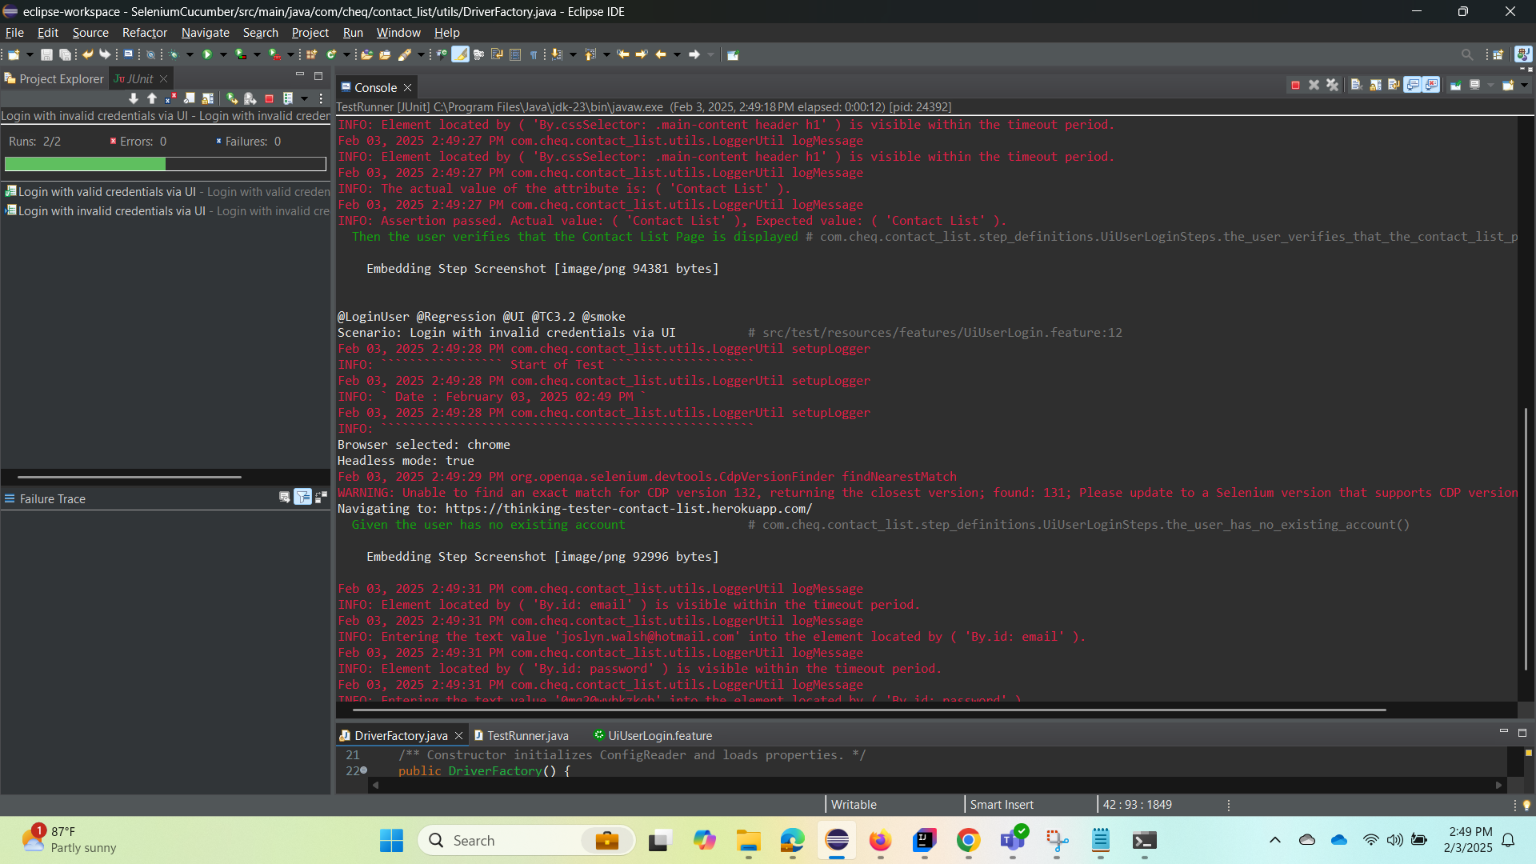 eclipse-workspace - SeleniumCucumber/src/main/java/com/cheq/contact_list/utils/DriverFactory.java - Eclipse IDE
File Edit Source Refactor Navigate Search Project Run Window Help
Project Explorer JUnit
Console
TestRunner [JUnit] C:\Program Files\Java\jdk-23\bin\javaw.exe (Feb 3, 2025, 2:49:18 PM elapsed: 0:00:12) [pid: 24392]
Login with invalid credentials via UI - Login with invalid creder
Runs: 2/2 Errors: 0 Failures: 0
Login with valid credentials via UI - Login with valid creden
Login with invalid credentials via UI - Login with invalid cre
Failure Trace
INFO: Element located by ( 'By.cssSelector: .main-content header h1' ) is visible within the timeout period.
Feb 03, 2025 2:49:27 PM com.cheq.contact_list.utils.LoggerUtil logMessage
INFO: Element located by ( 'By.cssSelector: .main-content header h1' ) is visible within the timeout period.
Feb 03, 2025 2:49:27 PM com.cheq.contact_list.utils.LoggerUtil logMessage
INFO: The actual value of the attribute is: ( 'Contact List' ).
Feb 03, 2025 2:49:27 PM com.cheq.contact_list.utils.LoggerUtil logMessage
INFO: Assertion passed. Actual value: ( 'Contact List' ), Expected value: ( 'Contact List' ).
Then the user verifies that the Contact List Page is displayed # com.cheq.contact_list.step_definitions.UiUserLoginSteps.the_user_verifies_that_the_contact_list_p
Embedding Step Screenshot [image/png 94381 bytes]
@LoginUser @Regression @UI @TC3.2 @smoke
Scenario: Login with invalid credentials via UI # src/test/resources/features/UiUserLogin.feature:12
Feb 03, 2025 2:49:28 PM com.cheq.contact_list.utils.LoggerUtil setupLogger
INFO: ````````````````` Start of Test ````````````````````
Feb 03, 2025 2:49:28 PM com.cheq.contact_list.utils.LoggerUtil setupLogger
INFO: ` Date : February 03, 2025 02:49 PM `
Feb 03, 2025 2:49:28 PM com.cheq.contact_list.utils.LoggerUtil setupLogger
INFO: ````````````````````````````````````````````````````
Browser selected: chrome
Headless mode: true
Feb 03, 2025 2:49:29 PM org.openqa.selenium.devtools.CdpVersionFinder findNearestMatch
WARNING: Unable to find an exact match for CDP version 132, returning the closest version; found: 131; Please update to a Selenium version that supports CDP version
Navigating to: https://thinking-tester-contact-list.herokuapp.com/
Given the user has no existing account # com.cheq.contact_list.step_definitions.UiUserLoginSteps.the_user_has_no_existing_account()
Embedding Step Screenshot [image/png 92996 bytes]
Feb 03, 2025 2:49:31 PM com.cheq.contact_list.utils.LoggerUtil logMessage
INFO: Element located by ( 'By.id: email' ) is visible within the timeout period.
Feb 03, 2025 2:49:31 PM com.cheq.contact_list.utils.LoggerUtil logMessage
INFO: Entering the text value 'joslyn.walsh@hotmail.com' into the element located by ( 'By.id: email' ).
Feb 03, 2025 2:49:31 PM com.cheq.contact_list.utils.LoggerUtil logMessage
INFO: Element located by ( 'By.id: password' ) is visible within the timeout period.
Feb 03, 2025 2:49:31 PM com.cheq.contact_list.utils.LoggerUtil logMessage
INFO: Entering the text value into the element located by ( 'By.id: password' )
DriverFactory.java TestRunner.java UiUserLogin.feature
21 /** Constructor initializes ConfigReader and loads properties. */
22 public DriverFactory() {
Writable Smart Insert 42 : 93 : 1849
1
87°F
Partly sunny
Search
2:49 PM
2/3/2025